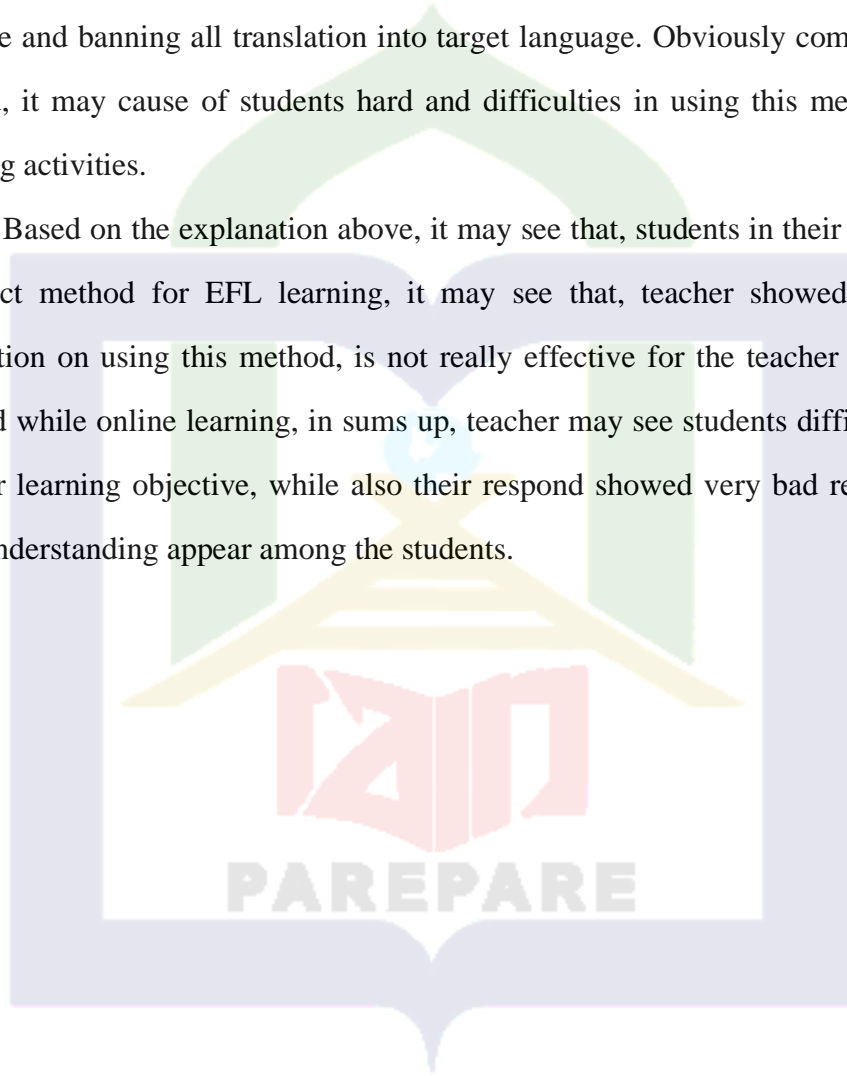 e and banning all translation into target language. Obviously com
, it may cause of students hard and difficulties in using this me
g activities.
Based on the explanation above, it may see that, students in their
ct method for EFL learning, it may see that, teacher showed
tion on using this method, is not really effective for the teacher
d while online learning, in sums up, teacher may see students diffi
r learning objective, while also their respond showed very bad re
nderstanding appear among the students.
iain
PAREPARE